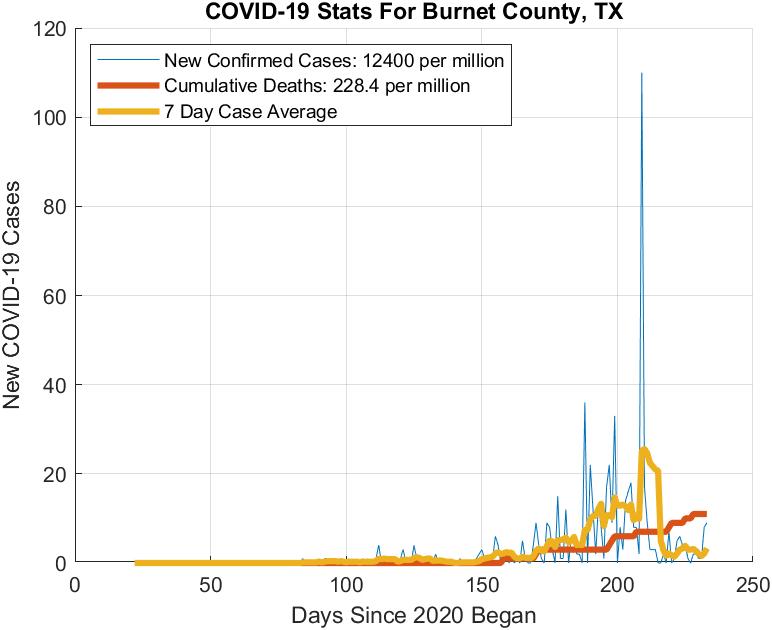 COVID-19 Stats For Burnet County, TX
120
New Confirmed Cases: 12400 per million
Cumulative Deaths: 228.4 per million
7 Day Case Average
100
80
60
40
20
0
New COVID-19 Cases
0 50 100 150 200 250
Days Since 2020 Began